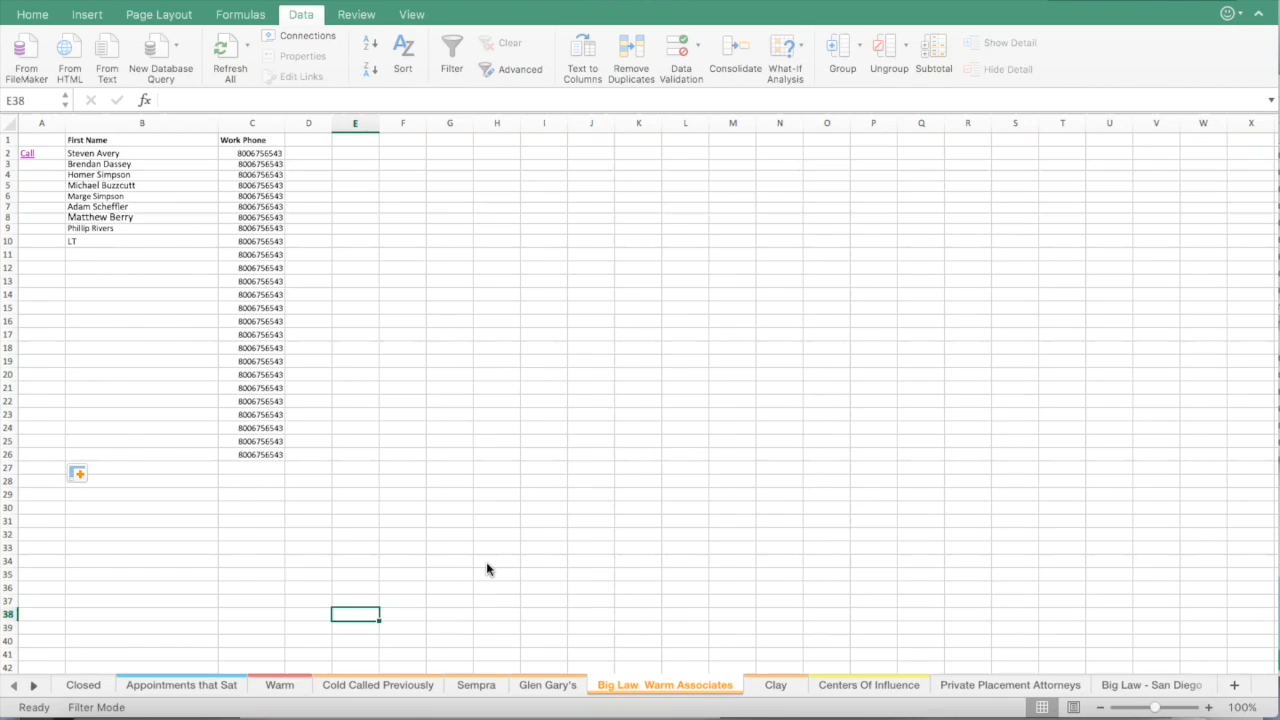 Home Insert Page Layout Formulas Data Review View
Connections Clear Show Detail
Properties
From FileMaker From HTML From Text New Database Query Refresh All Edit Links Sort Filter Advanced Text to Columns Remove Duplicates Data Validation Consolidate What-If Analysis Group Ungroup Subtotal Hide Detail
E38 fx
A B C D E F G H I J K L M N O P Q R S T U V W X
1 First Name Work Phone
2 Call Steven Avery 8006756543
3 Brendan Dassey 8006756543
4 Homer Simpson 8006756543
5 Michael Buzzcutt 8006756543
6 Marge Simpson 8006756543
7 Adam Scheffler 8006756543
8 Matthew Berry 8006756543
9 Phillip Rivers 8006756543
10 LT 8006756543
11 8006756543
12 8006756543
13 8006756543
14 8006756543
15 8006756543
16 8006756543
17 8006756543
18 8006756543
19 8006756543
20 8006756543
21 8006756543
22 8006756543
23 8006756543
24 8006756543
25 8006756543
26 8006756543
27
28
29
30
31
32
33
34
35
36
37
38
39
40
41
42
Closed Appointments that Sat Warm Cold Called Previously Sempra Glen Gary's Big Law Warm Associates Clay Centers Of Influence Private Placement Attorneys Big Law - San Diego
Ready Filter Mode 100%